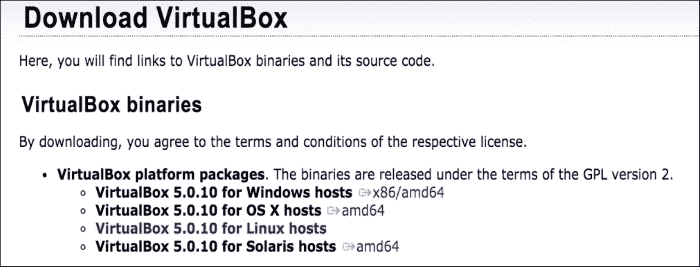 Download VirtualBox
Here, you will find links to VirtualBox binaries and its source code.
VirtualBox binaries
By downloading, you agree to the terms and conditions of the respective license.
• VirtualBox platform packages. The binaries are released under the terms of the GPL version 2.
◦ VirtualBox 5.0.10 for Windows hosts x86/amd64
◦ VirtualBox 5.0.10 for OS X hosts amd64
◦ VirtualBox 5.0.10 for Linux hosts
◦ VirtualBox 5.0.10 for Solaris hosts amd64